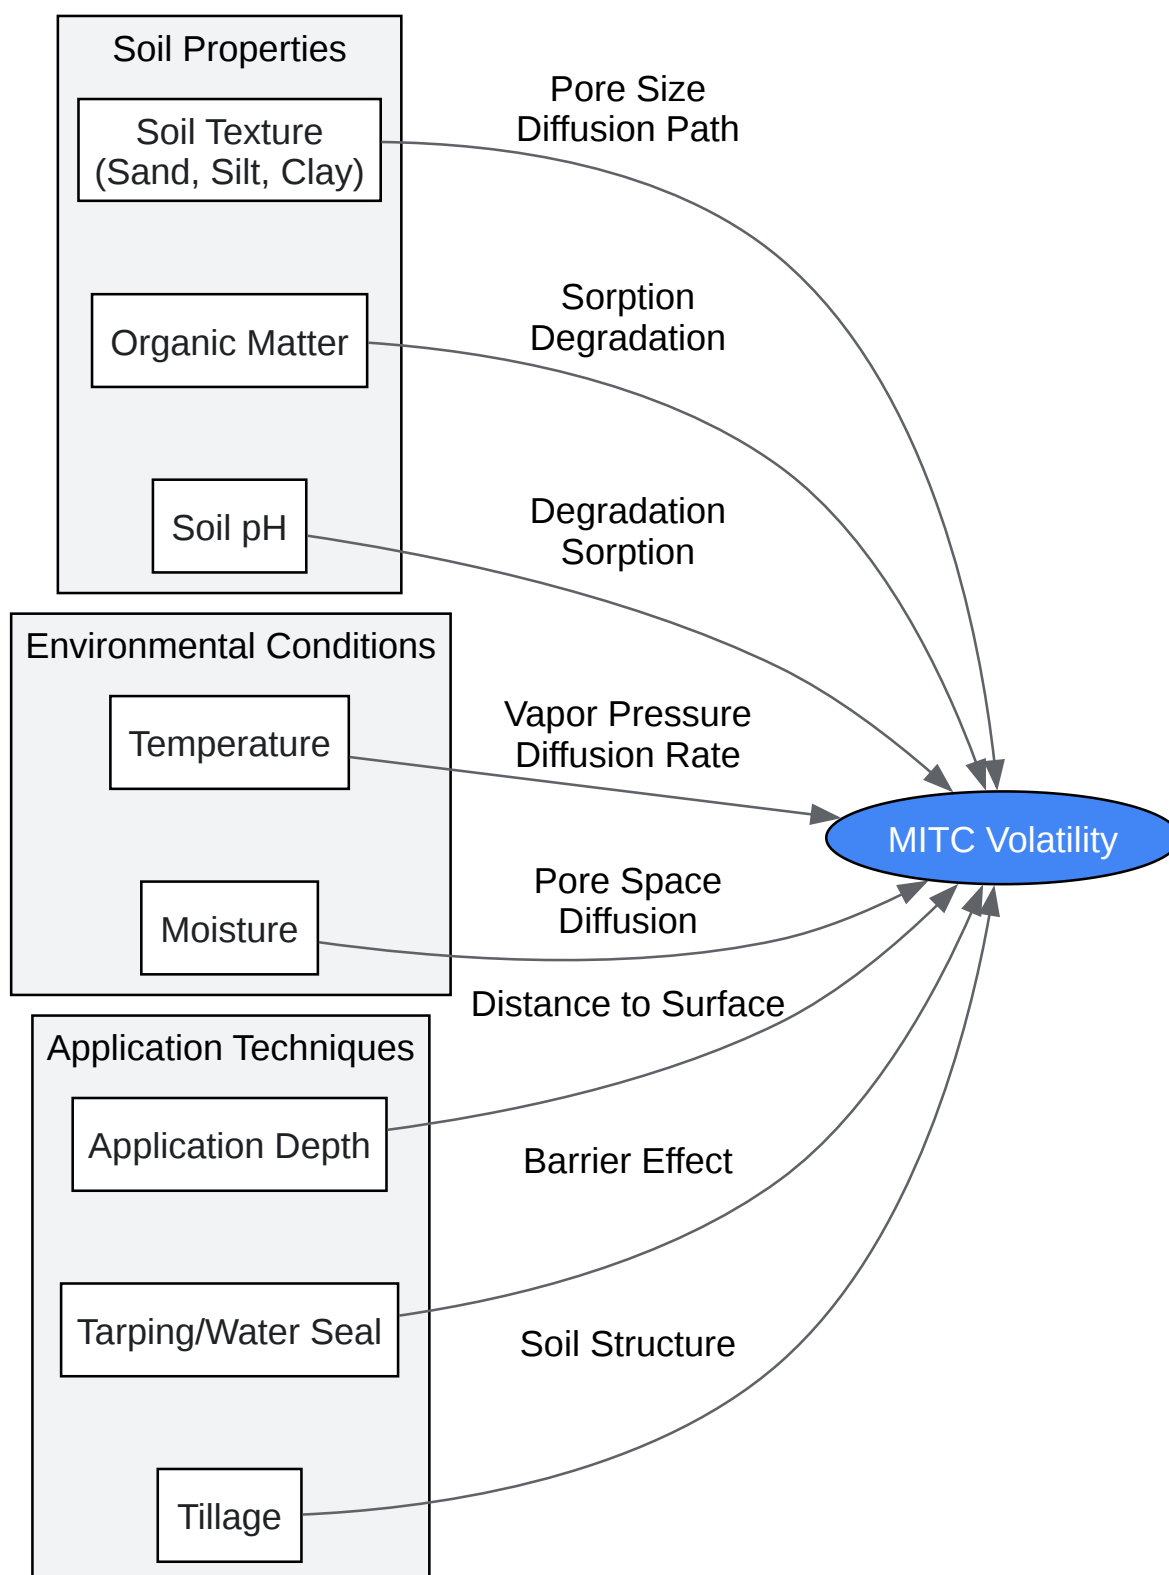 Soil Properties
Soil Texture
(Sand, Silt, Clay)
Pore Size
Diffusion Path
Organic Matter
Sorption
Degradation
Soil pH
Degradation
Sorption
Environmental Conditions
Temperature
Vapor Pressure
Diffusion Rate
MITC Volatility
Moisture
Pore Space
Diffusion
Application Techniques
Application Depth
Distance to Surface
Tarping/Water Seal
Barrier Effect
Tillage
Soil Structure